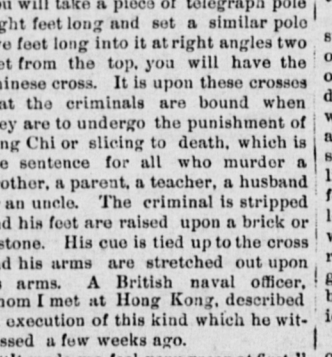 ou will take a piece of telegraph pole
ght feet long and set a similar pole
e feet long into it at right angles two
et from the top, you will have the
inese cross. It is upon these crosses
at the criminals are bound when
ey are to undergo the punishment of
ng Chi or slicing to death, which is
e sentence for all who murder a
other, a parent, a teacher, a husband
an uncle. The criminal is stripped
d his feet are raised upon a brick or
stone. His cue is tied up to the cross
d his arms are stretched out upon
s arms. A British naval officer,
hom I met at Hong Kong, described
execution of this kind which he wit-
ssed a few weeks ago.